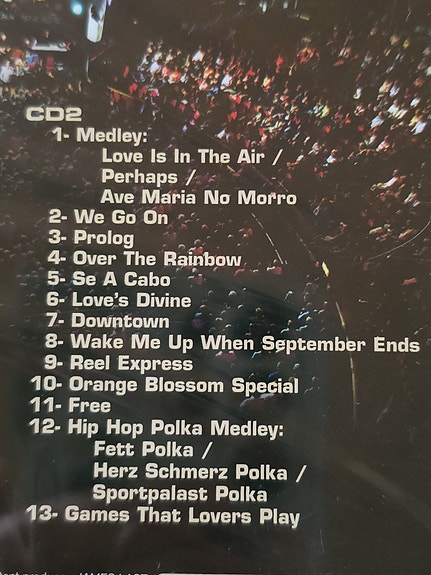 CD2
1- Medley:
Love Is In The Air /
Perhaps /
Ave Maria No Morro
2- We Go On
3- Prolog
4- Over The Rainbow
5- Se A Cabo
6- Love's Divine
7- Downtown
8- Wake Me Up When September Ends
9- Reel Express
10- Orange Blossom Special
11- Free
12- Hip Hop Polka Medley:
Fett Polka /
Herz Schmerz Polka /
Sportpalast Polka
13- Games That Lovers Play